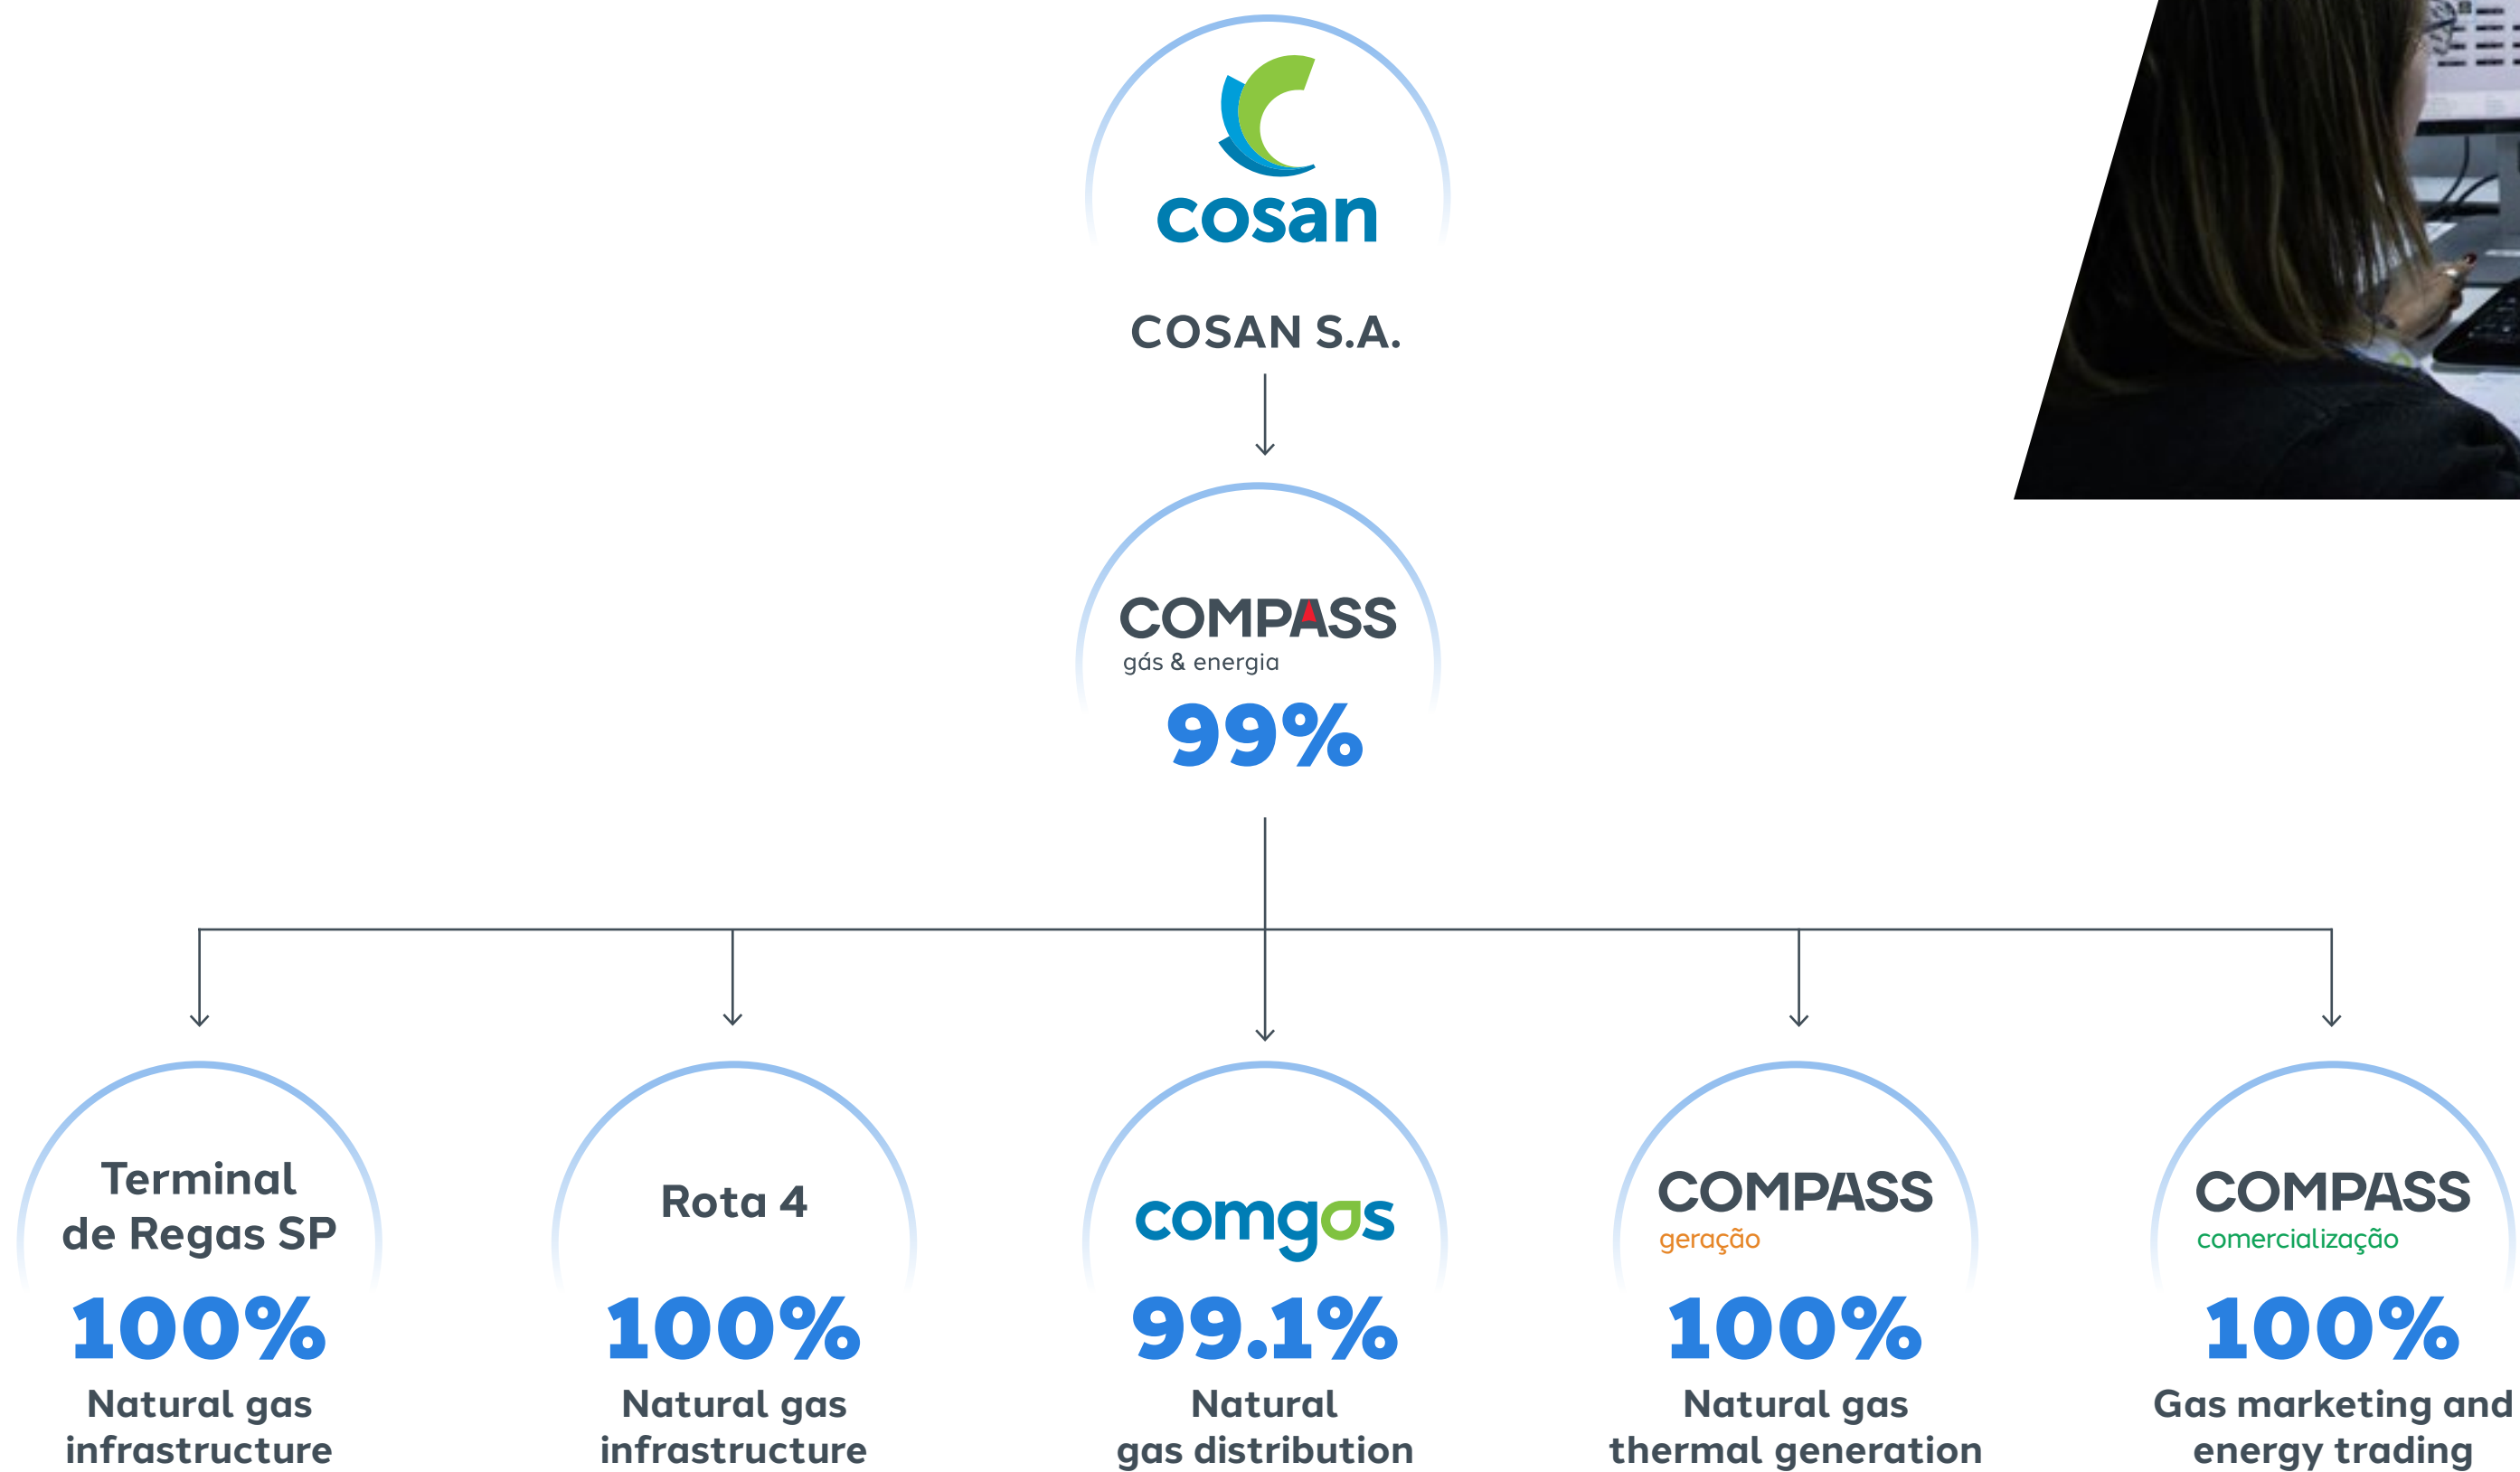 cosan
COSAN S.A.
COMPASS
gás & energia
99%
Terminal
de Regas SP
100%
Natural gas
infrastructure
Rota 4
100%
Natural gas
infrastructure
comgas
99.1%
Natural
gas distribution
COMPASS
geração
100%
Natural gas
thermal generation
COMPASS
comercialização
100%
Gas marketing and
energy trading